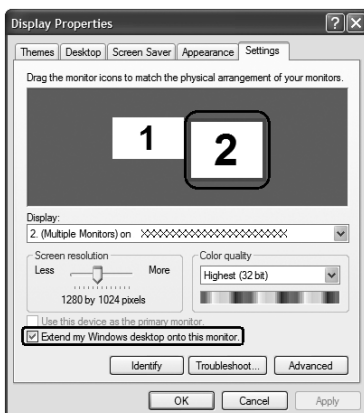 Display Properties
Themes Desktop Screen Saver Appearance Settings
Drag the monitor icons to match the physical arrangement of your monitors.
1 2
Display:
2. (Multiple Monitors) on XXXXXXXXXXXXXXXXXXXXXX
Screen resolution
Less More
1280 by 1024 pixels
Color quality
Highest (32 bit)
Use this device as the primary monitor.
Extend my Windows desktop onto this monitor.
Identify Troubleshoot... Advanced
OK Cancel Apply